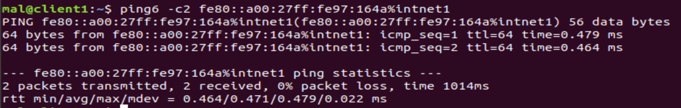 mal@client1:~$ ping6 -c2 fe80::a00:27ff:fe97:164a%intnet1
PING fe80::a00:27ff:fe97:164a%intnet1(fe80::a00:27ff:fe97:164a%intnet1) 56 data bytes
64 bytes from fe80::a00:27ff:fe97:164a%intnet1: icmp_seq=1 ttl=64 time=0.479 ms
64 bytes from fe80::a00:27ff:fe97:164a%intnet1: icmp_seq=2 ttl=64 time=0.464 ms

--- fe80::a00:27ff:fe97:164a%intnet1 ping statistics ---
2 packets transmitted, 2 received, 0% packet loss, time 1014ms
rtt min/avg/max/mdev = 0.464/0.471/0.479/0.022 ms